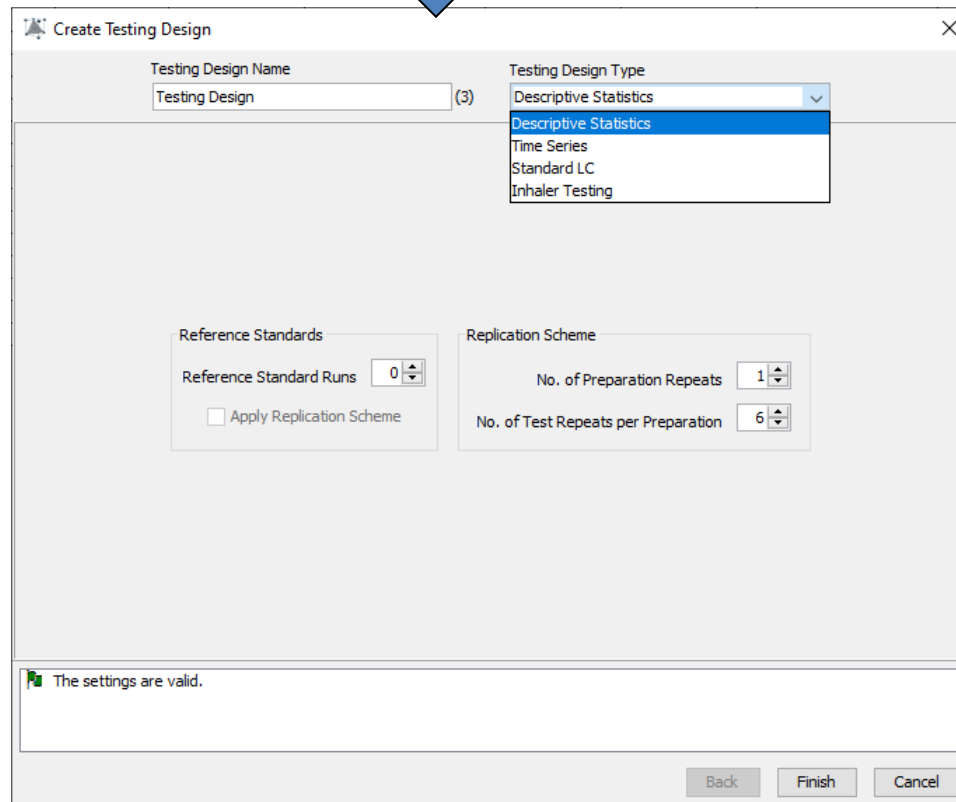 Create Testing Design
Testing Design Name
Testing Design Type
Testing Design (3)
Descriptive Statistics
Descriptive Statistics
Time Series
Standard LC
Inhaler Testing
Reference Standards
Reference Standard Runs 0
Apply Replication Scheme
Replication Scheme
No. of Preparation Repeats 1
No. of Test Repeats per Preparation 6
The settings are valid.
Back Finish Cancel